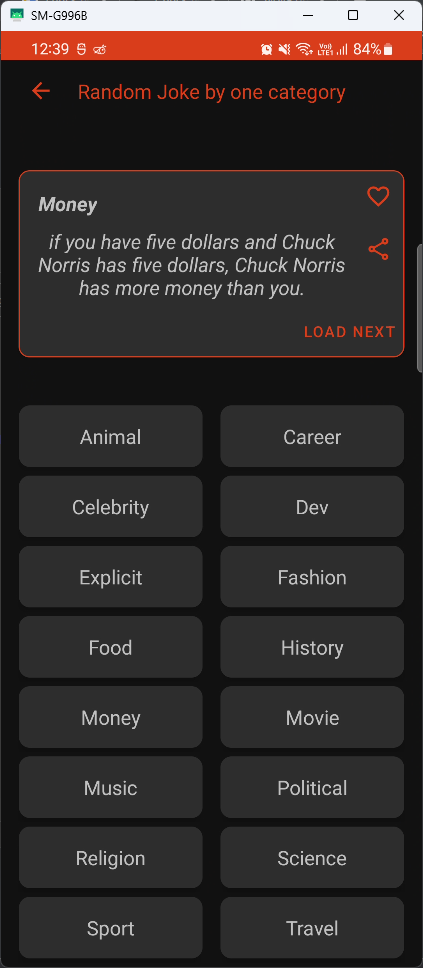 SM-G996B
12:39
Vo))
LTE1
84%
Random Joke by one category
Money
if you have five dollars and Chuck
Norris has five dollars, Chuck Norris
has more money than you.
LOAD NEXT
Animal Career
Celebrity Dev
Explicit Fashion
Food History
Money Movie
Music Political
Religion Science
Sport Travel